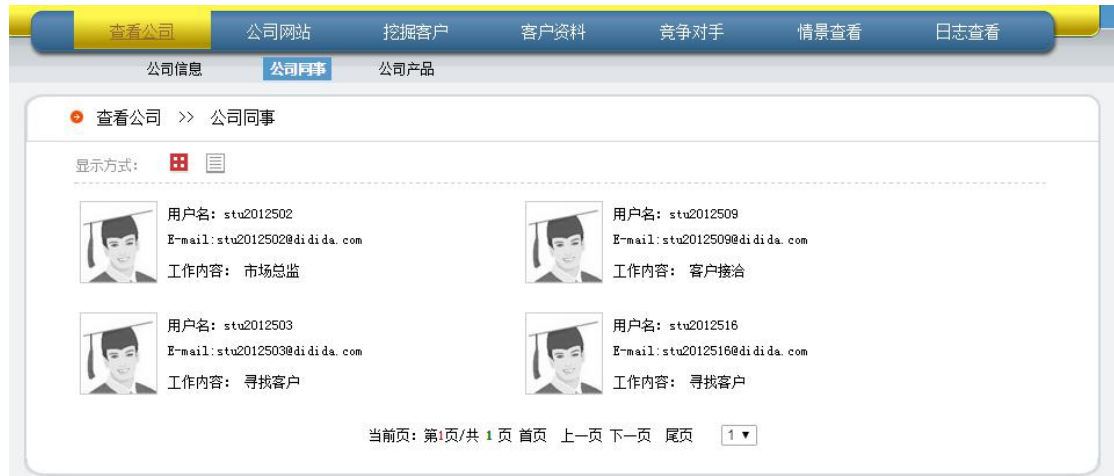 查看公司 公司网站 挖掘客户 客户资料 竞争对手 情景查看 日志查看
公司信息 公司同事 公司产品
查看公司 >> 公司同事
显示方式：
用户名：stu2012502
E-mail:stu2012502@didida.com
工作内容： 市场总监
用户名：stu2012509
E-mail:stu2012509@didida.com
工作内容： 客户接洽
用户名：stu2012503
E-mail:stu2012503@didida.com
工作内容： 寻找客户
用户名：stu2012516
E-mail:stu2012516@didida.com
工作内容： 寻找客户
当前页：第1页/共 1 页 首页 上一页 下一页 尾页 1